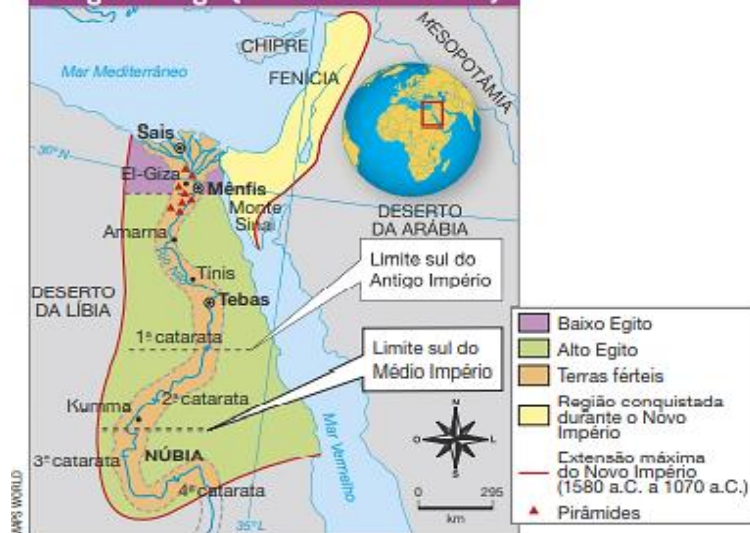 CHIPRE
MESOPOTÂMIA
Mar Mediterrâneo
FENÍCIA
Sais
30° N
El-Giza
Mênfis
Monte
Sinai
DESERTO
DA ARÁBIA
Amarna
Limite sul do
Antigo Império
Tínis
DESERTO
DA LÍBIA
Tebas
1ª catarata
Limite sul do
Médio Império
Baixo Egito
Alto Egito
Terras férteis
Região conquistada
durante o Novo
Império
Extensão máxima
do Novo Império
(1580 a.C. a 1070 a.C.)
Pirâmides
Kumma
2ª catarata
NÚBIA
3ª catarata
4ª catarata
Mar Vermelho
N
O
L
S
0 295
km
35° L
MAPS WORLD